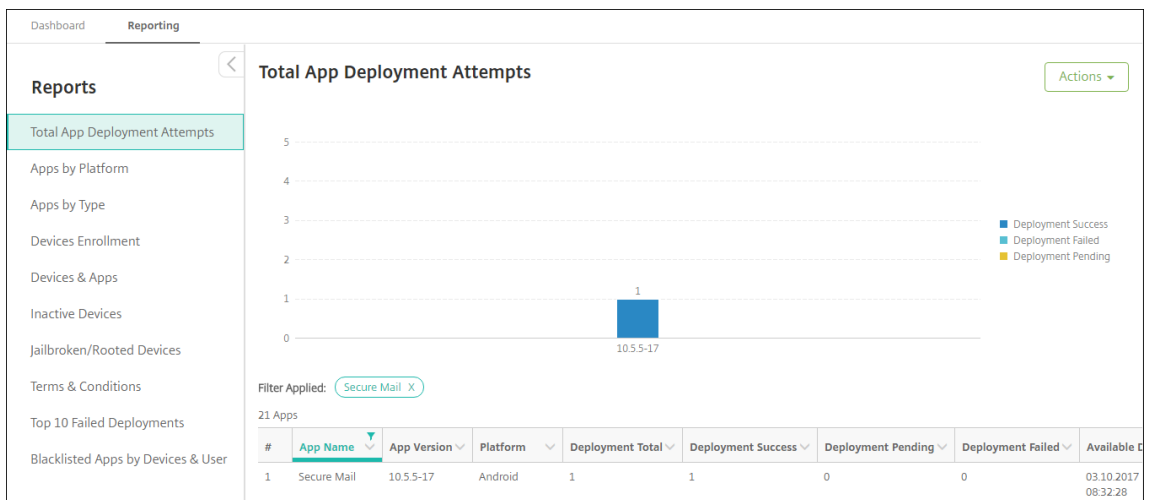 Dashboard Reporting
Reports
Total App Deployment Attempts
Apps by Platform
Apps by Type
Devices Enrollment
Devices & Apps
Inactive Devices
Jailbroken/Rooted Devices
Terms & Conditions
Top 10 Failed Deployments
Blacklisted Apps by Devices & User
Total App Deployment Attempts
Actions
5
4
3
2
1
0
1
10.5.5-17
Deployment Success
Deployment Failed
Deployment Pending
Filter Applied: Secure Mail X
21 Apps
# App Name App Version Platform Deployment Total Deployment Success Deployment Pending Deployment Failed Available D
1 Secure Mail 10.5.5-17 Android 1 1 0 0 03.10.2017
08:32:28